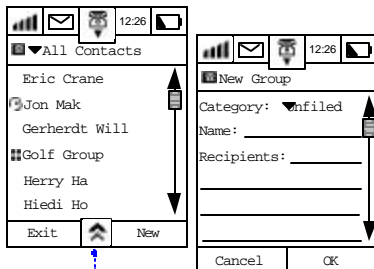 12:26
All Contacts
Eric Crane
Jon Mak
Gerherdt Will
Golf Group
Herry Ha
Hiedi Ho
Exit New
12:26
New Group
Category: Unfiled
Name:
Recipients:
Cancel OK